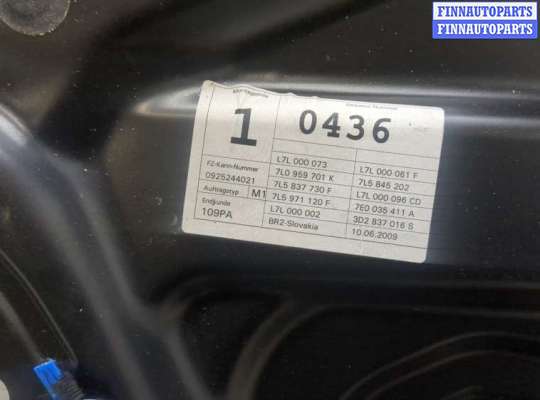 FINNAUTOPARTS
FINNAUTOPARTS.RU
1
0436
FZ-Kenn-Nummer
0925244021
Auftragstyp M1
Endkunde
109PA
L7L 000 073
7L0 959 701 K
7L5 837 730 F
7L5 971 120 F
L7L 000 002
BR2-Slovakia
L7L 000 061 F
7L5 845 202
L7L 000 096 CD
7E0 035 411 A
3D2 837 016 S
10.06.2009